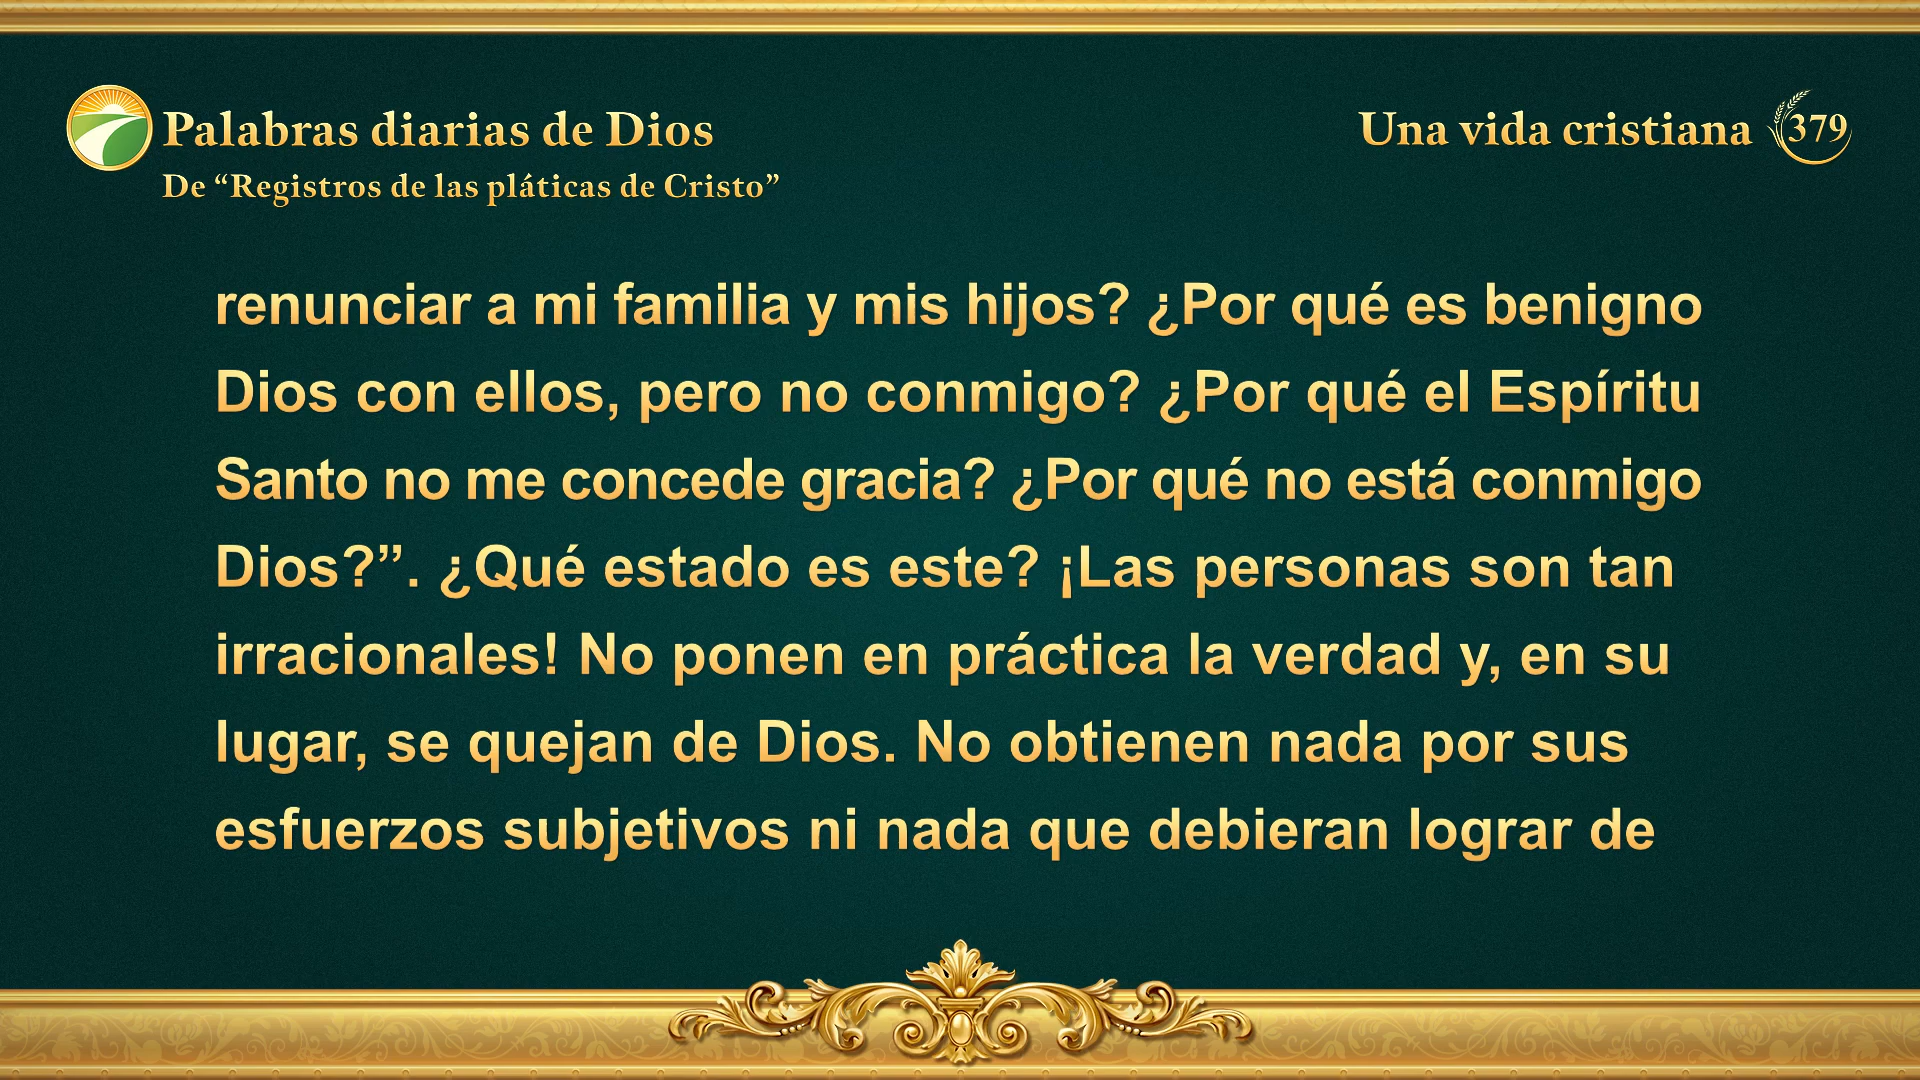 Palabras diarias de Dios
De “Registros de las pláticas de Cristo”
Una vida cristiana 379
renunciar a mi familia y mis hijos? ¿Por qué es benigno
Dios con ellos, pero no conmigo? ¿Por qué el Espíritu
Santo no me concede gracia? ¿Por qué no está conmigo
Dios?”. ¿Qué estado es este? ¡Las personas son tan
irracionales! No ponen en práctica la verdad y, en su
lugar, se quejan de Dios. No obtienen nada por sus
esfuerzos subjetivos ni nada que debieran lograr de